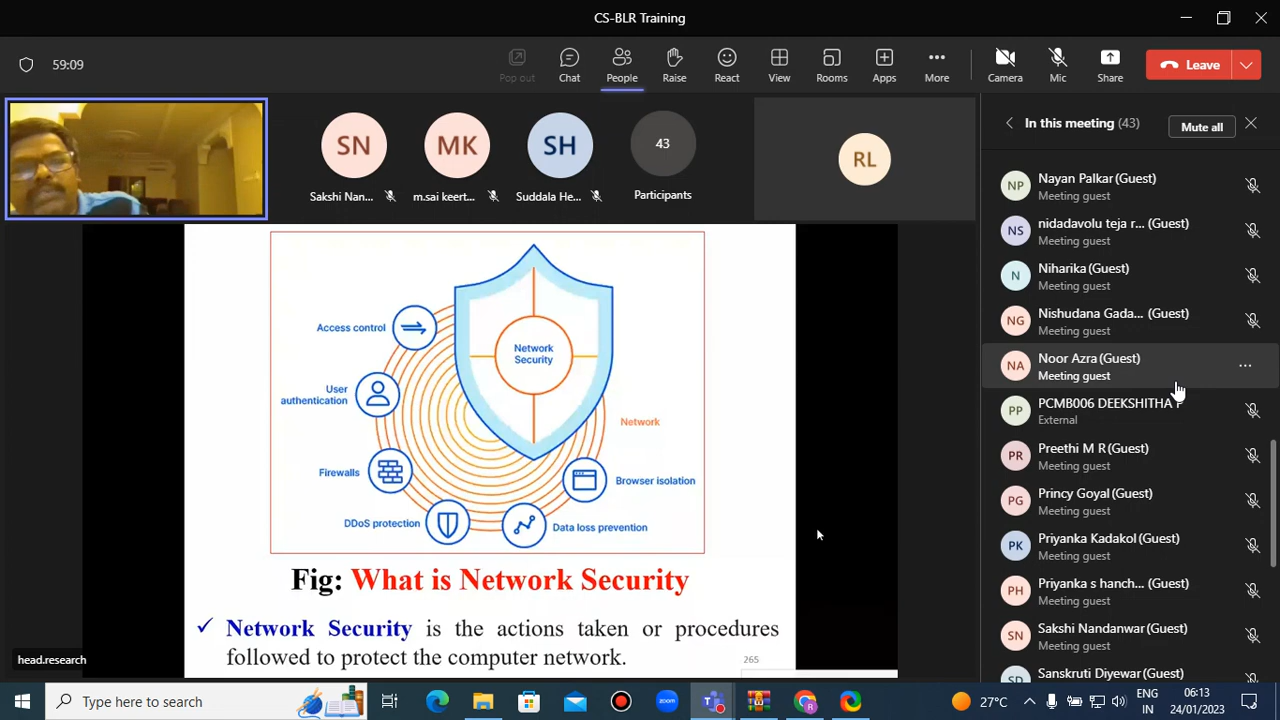 CS-BLR Training
59:09
Pop out
Chat
People
Raise
React
View
Rooms
Apps
More
Camera
Mic
Share
Leave
SN
Sakshi Nan...
MK
m.sai keert...
SH
Suddala He...
43
Participants
RL
In this meeting (43)
Mute all
NP
Nayan Palkar (Guest)
Meeting guest
NS
nidadavolu teja r... (Guest)
Meeting guest
N
Niharika (Guest)
Meeting guest
NG
Nishudana Gada... (Guest)
Meeting guest
NA
Noor Azra (Guest)
Meeting guest
PP
PCMB006 DEEKSHITHA P
External
PR
Preethi M R (Guest)
Meeting guest
PG
Princy Goyal (Guest)
Meeting guest
PK
Priyanka Kadakol (Guest)
Meeting guest
PH
Priyanka s hanch... (Guest)
Meeting guest
SN
Sakshi Nandanwar (Guest)
Meeting guest
SD
Sanskruti Diyevar (Guest)
Network
Security
Access control
User
authentication
Firewalls
DDoS protection
Data loss prevention
Browser isolation
Network
Fig: What is Network Security
✓ Network Security is the actions taken or procedures
followed to protect the computer network.
265
head.research
Type here to search
zoom
27°C
ENG
IN
06:13
24/01/2023